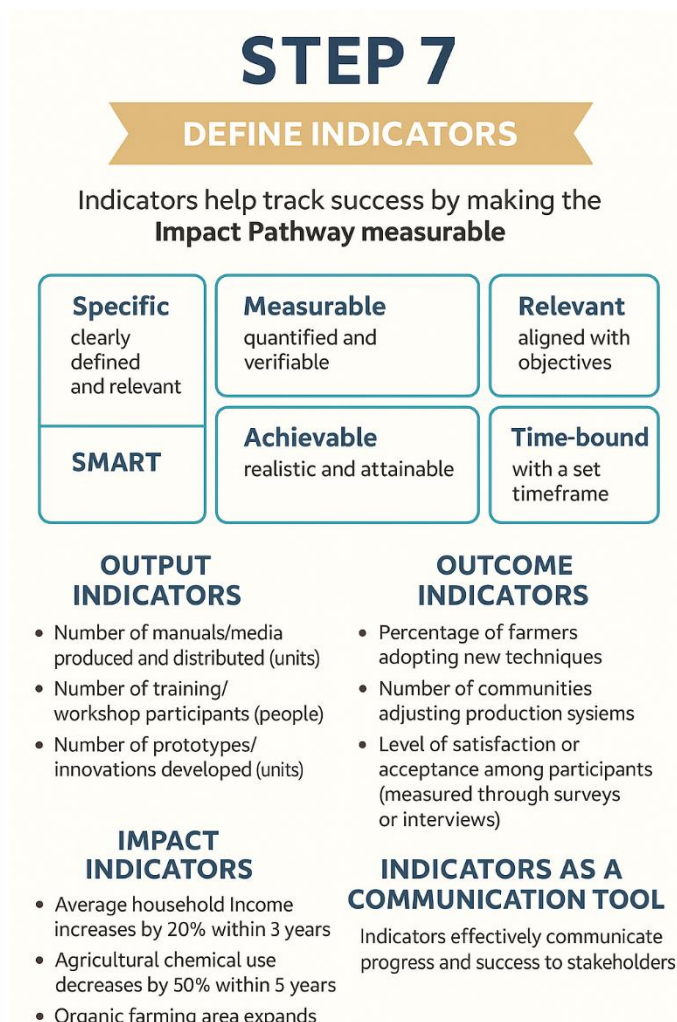 STEP 7
DEFINE INDICATORS
Indicators help track success by making the
Impact Pathway measurable
Specific
clearly
defined
and relevant
SMART
Measurable
quantified and
verifiable
Relevant
aligned with
objectives
Achievable
realistic and attainable
Time-bound
with a set
timeframe
OUTPUT
INDICATORS
• Number of manuals/media
produced and distributed (units)
• Number of training/
workshop participants (people)
• Number of prototypes/
innovations developed (units)
OUTCOME
INDICATORS
• Percentage of farmers
adopting new techniques
• Number of communities
adjusting production sysiems
• Level of satisfaction or
acceptance among participants
(measured through surveys
or interviews)
IMPACT
INDICATORS
• Average household Income
increases by 20% within 3 years
• Agricultural chemical use
decreases by 50% within 5 years
• Organic farming area expands
INDICATORS AS A
COMMUNICATION TOOL
Indicators effectively communicate
progress and success to stakeholders